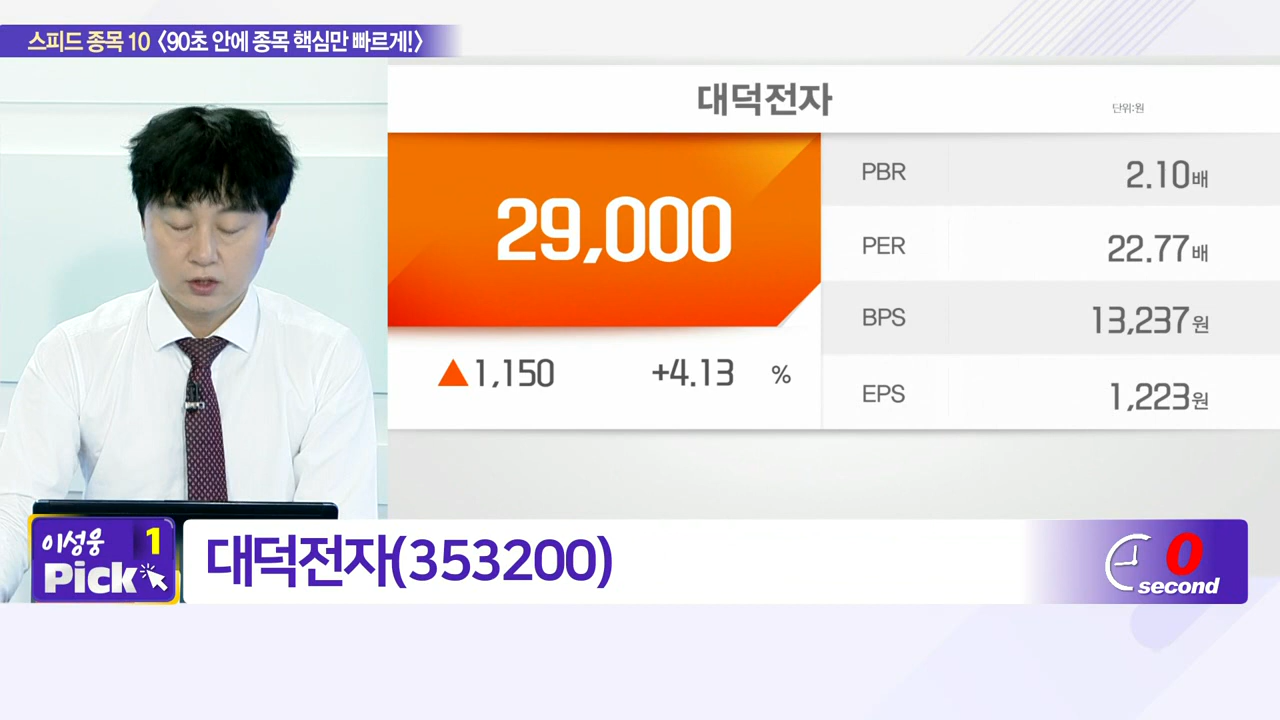 스피드 종목 10 〈90초 안에 종목 핵심만 빠르게!〉
대덕전자
단위:원
29,000
▲1,150 +4.13 %
PBR 2.10배
PER 22.77배
BPS 13,237원
EPS 1,223원
이성웅 1
Pick
대덕전자(353200)
0
second